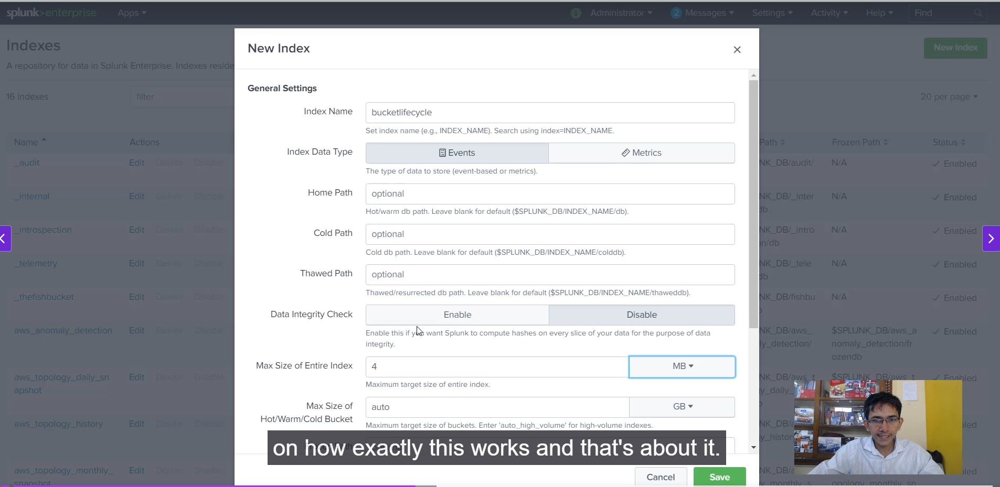 splunk>enterprise Apps Administrator 2 Messages Settings Activity Help Find
Indexes
New Index
A repository for data in Splunk Enterprise. Indexes reside
16 Indexes
filter
20 per page
Name Actions Path Frozen Path Status
_audit Edit Delete Disable NK_DB/audit/ N/A Enabled
_internal Edit Delete Disable NK_DB/_inter N/A Enabled
db
_introspection Edit Delete Disable NK_DB/_intro N/A Enabled
on/db
_telemetry Edit Delete Disable NK_DB/_tele N/A Enabled
db
_thefishbucket Edit Delete Disable NK_DB/fishbu N/A Enabled
aws_anomaly_detection Edit Delete Disable NK_DB/aws_ $SPLUNK_DB/aws_a Enabled
ly_detection/ nomaly_detection/fr
ozendb
aws_topology_daily_sn Edit Delete Disable NK_DB/aws_t $SPLUNK_DB/aws_t Enabled
apshot
aws_topology_history Edit Delete Disable
aws_topology_monthly_ Edit Delete Disable
snapshot
New Index
General Settings
Index Name
bucketlifecycle
Set index name (e.g., INDEX_NAME). Search using index=INDEX_NAME.
Index Data Type
Events
Metrics
The type of data to store (event-based or metrics).
Home Path
optional
Hot/warm db path. Leave blank for default ($SPLUNK_DB/INDEX_NAME/db).
Cold Path
optional
Cold db path. Leave blank for default ($SPLUNK_DB/INDEX_NAME/colddb).
Thawed Path
optional
Thawed/resurrected db path. Leave blank for default ($SPLUNK_DB/INDEX_NAME/thaweddb).
Data Integrity Check
Enable
Disable
Enable this if you want Splunk to compute hashes on every slice of your data for the purpose of data
integrity.
Max Size of Entire Index
4
MB
Maximum target size of entire index.
Max Size of
Hot/Warm/Cold Bucket
auto
GB
Maximum target size of buckets. Enter 'auto_high_volume' for high-volume indexes.
on how exactly this works and that's about it.
Cancel
Save